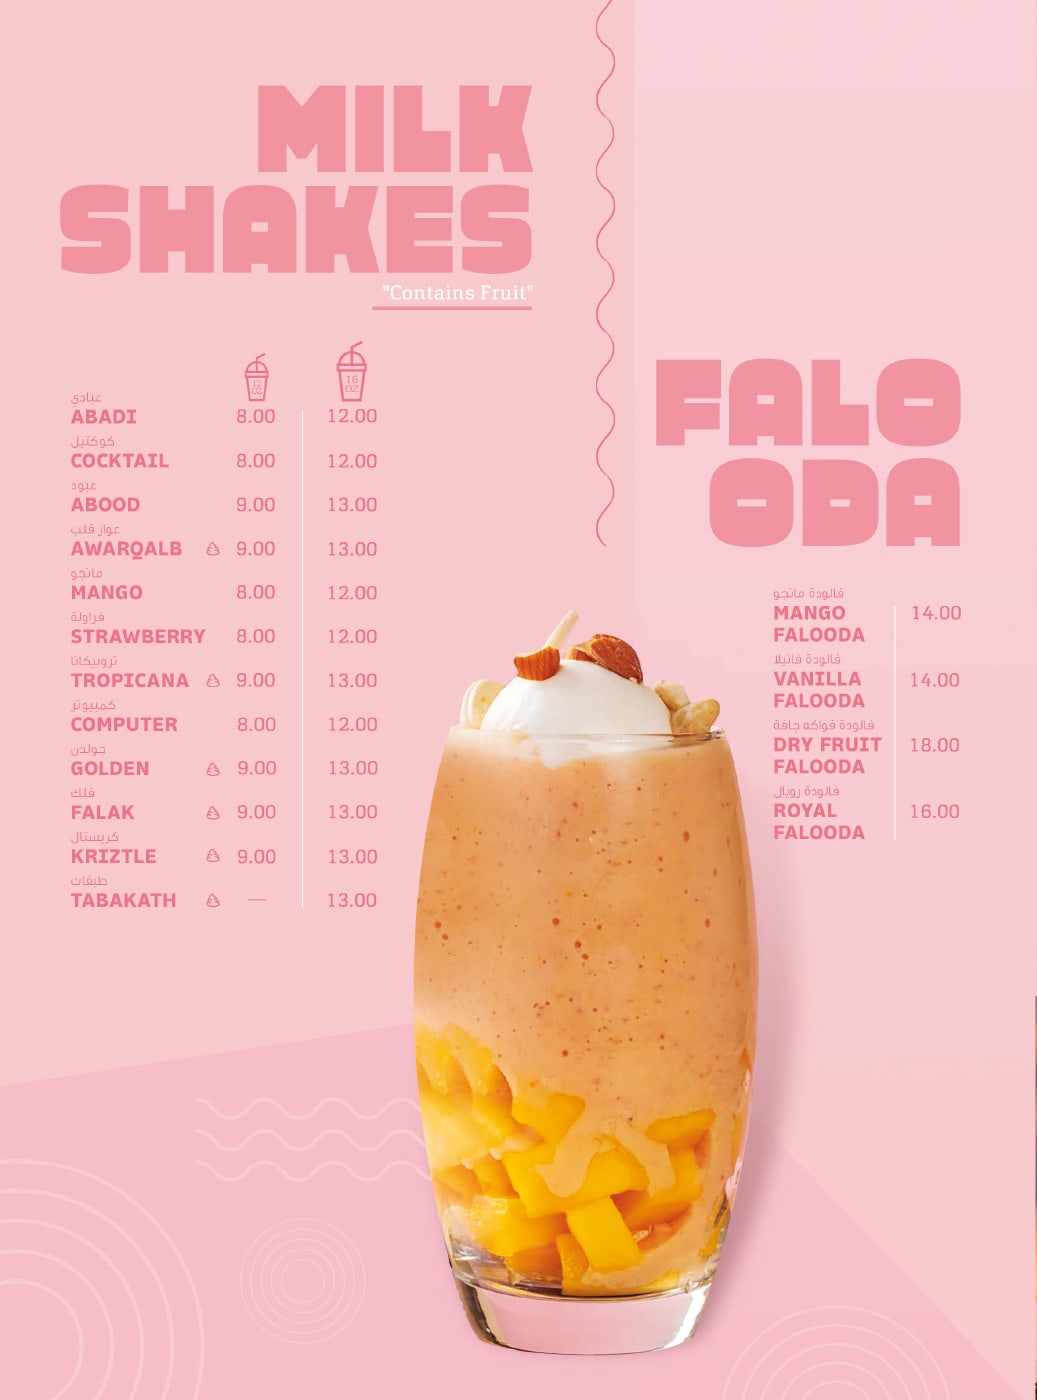 MILK
SHAKES
"Contains Fruit"
12
OZ
16
OZ
عبادي
ABADI 8.00 12.00
كوكتيل
COCKTAIL 8.00 12.00
عبود
ABOOD 9.00 13.00
عوار قلب
AWARQALB 9.00 13.00
مانجو
MANGO 8.00 12.00
فراولة
STRAWBERRY 8.00 12.00
تروبيكانا
TROPICANA 9.00 13.00
كمبيوتر
COMPUTER 8.00 12.00
جولدن
GOLDEN 9.00 13.00
فلك
FALAK 9.00 13.00
كريستال
KRIZTLE 9.00 13.00
طبقات
TABAKATH — 13.00
FALO
ODA
فالودة مانجو
MANGO 14.00
FALOODA
فالودة فانيلا
VANILLA 14.00
FALOODA
فالودة فواكه جافة
DRY FRUIT 18.00
FALOODA
فالودة رويال
ROYAL 16.00
FALOODA